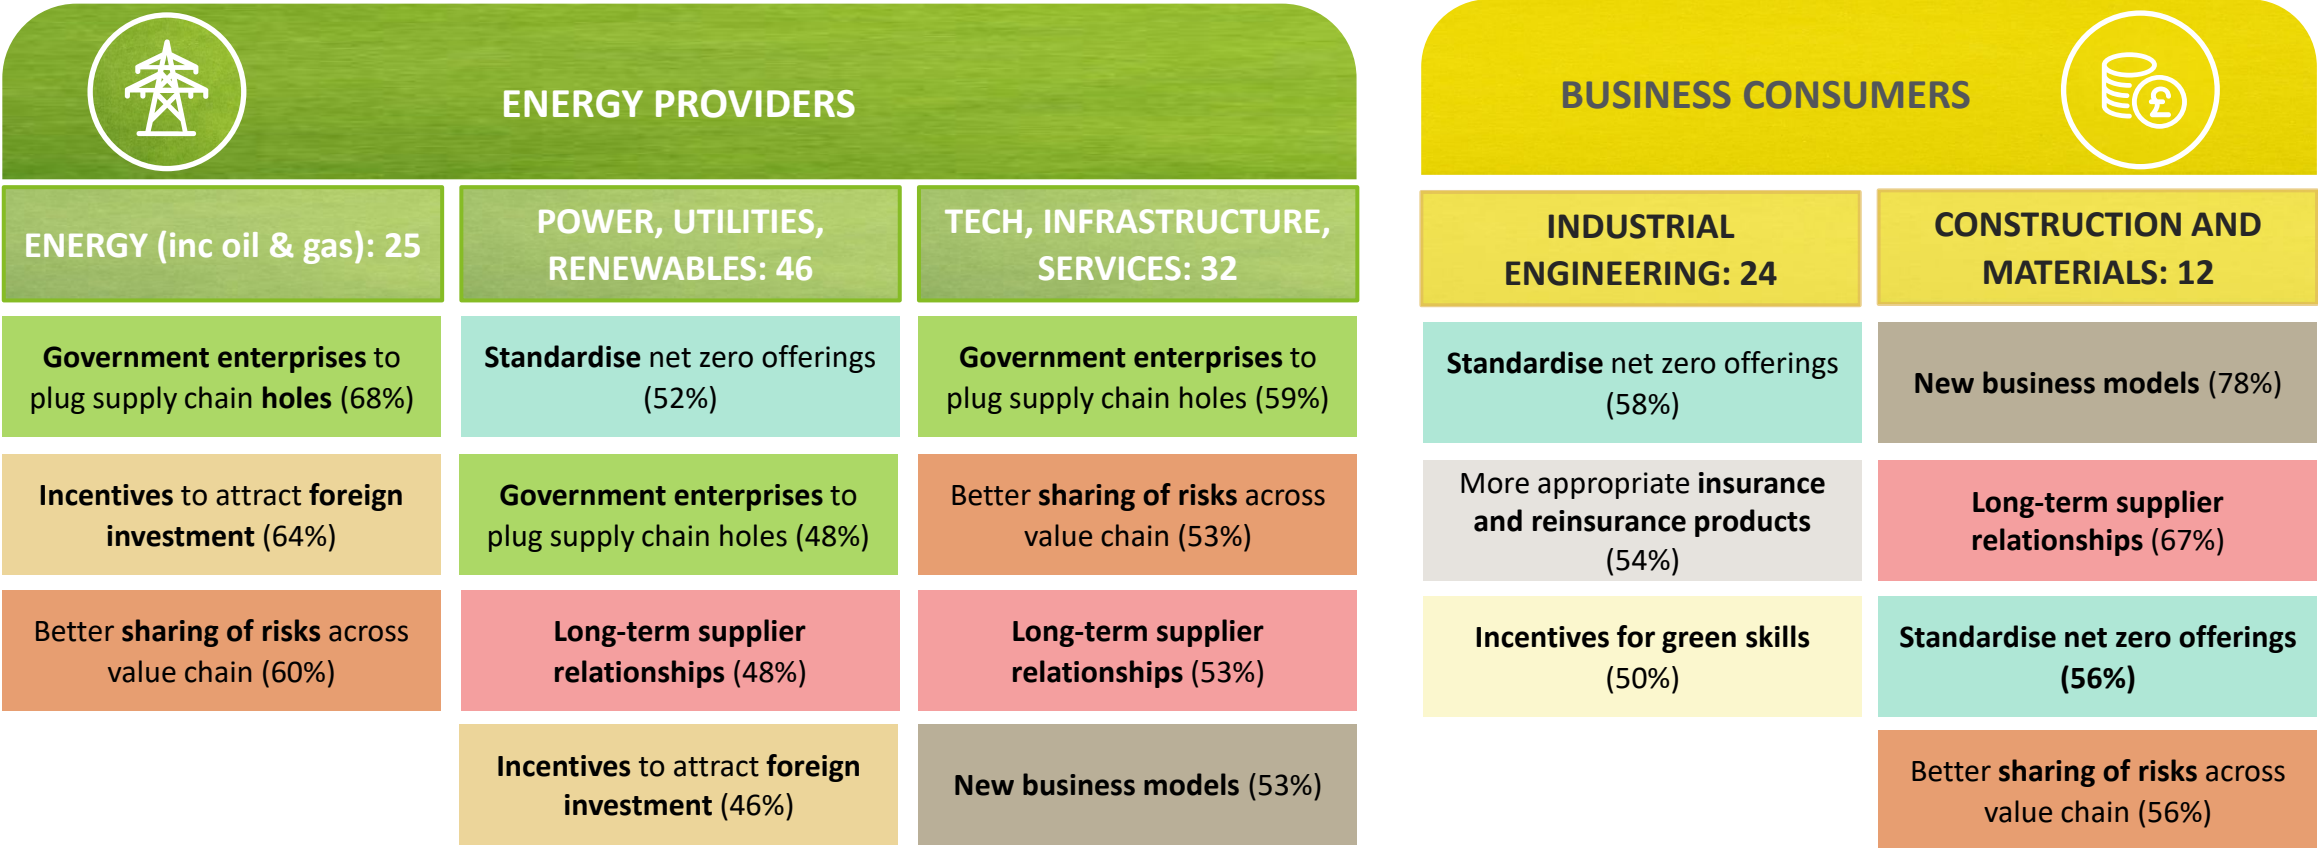 ENERGY PROVIDERS
ENERGY (inc oil & gas): 25
Government enterprises to
plug supply chain holes (68%)
Incentives to attract foreign
investment (64%)
Better sharing of risks across
value chain (60%)
POWER, UTILITIES,
RENEWABLES: 46
Standardise net zero offerings
(52%)
Government enterprises to
plug supply chain holes (48%)
Long-term supplier
relationships (48%)
Incentives to attract foreign
investment (46%)
TECH, INFRASTRUCTURE,
SERVICES: 32
Government enterprises to
plug supply chain holes (59%)
Better sharing of risks across
value chain (53%)
Long-term supplier
relationships (53%)
New business models (53%)
BUSINESS CONSUMERS
£
INDUSTRIAL
ENGINEERING: 24
Standardise net zero offerings
(58%)
More appropriate insurance
and reinsurance products
(54%)
Incentives for green skills
(50%)
CONSTRUCTION AND
MATERIALS: 12
New business models (78%)
Long-term supplier
relationships (67%)
Standardise net zero offerings
(56%)
Better sharing of risks across
value chain (56%)